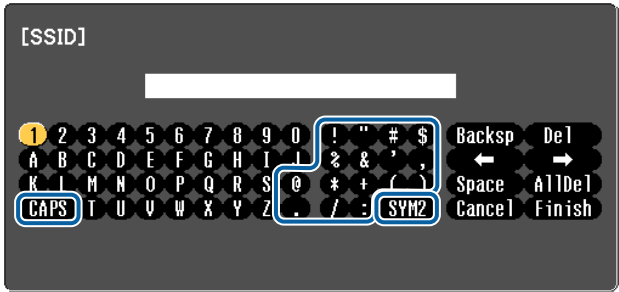 [SSID]
1 2 3 4 5 6 7 8 9 0 ! " # $ Backsp Del
A B C D E F G H I J % & ' , ← →
K L M N O P Q R S @ * + ( ) Space AllDel
CAPS T U V W X Y Z . / : SYM2 Cancel Finish